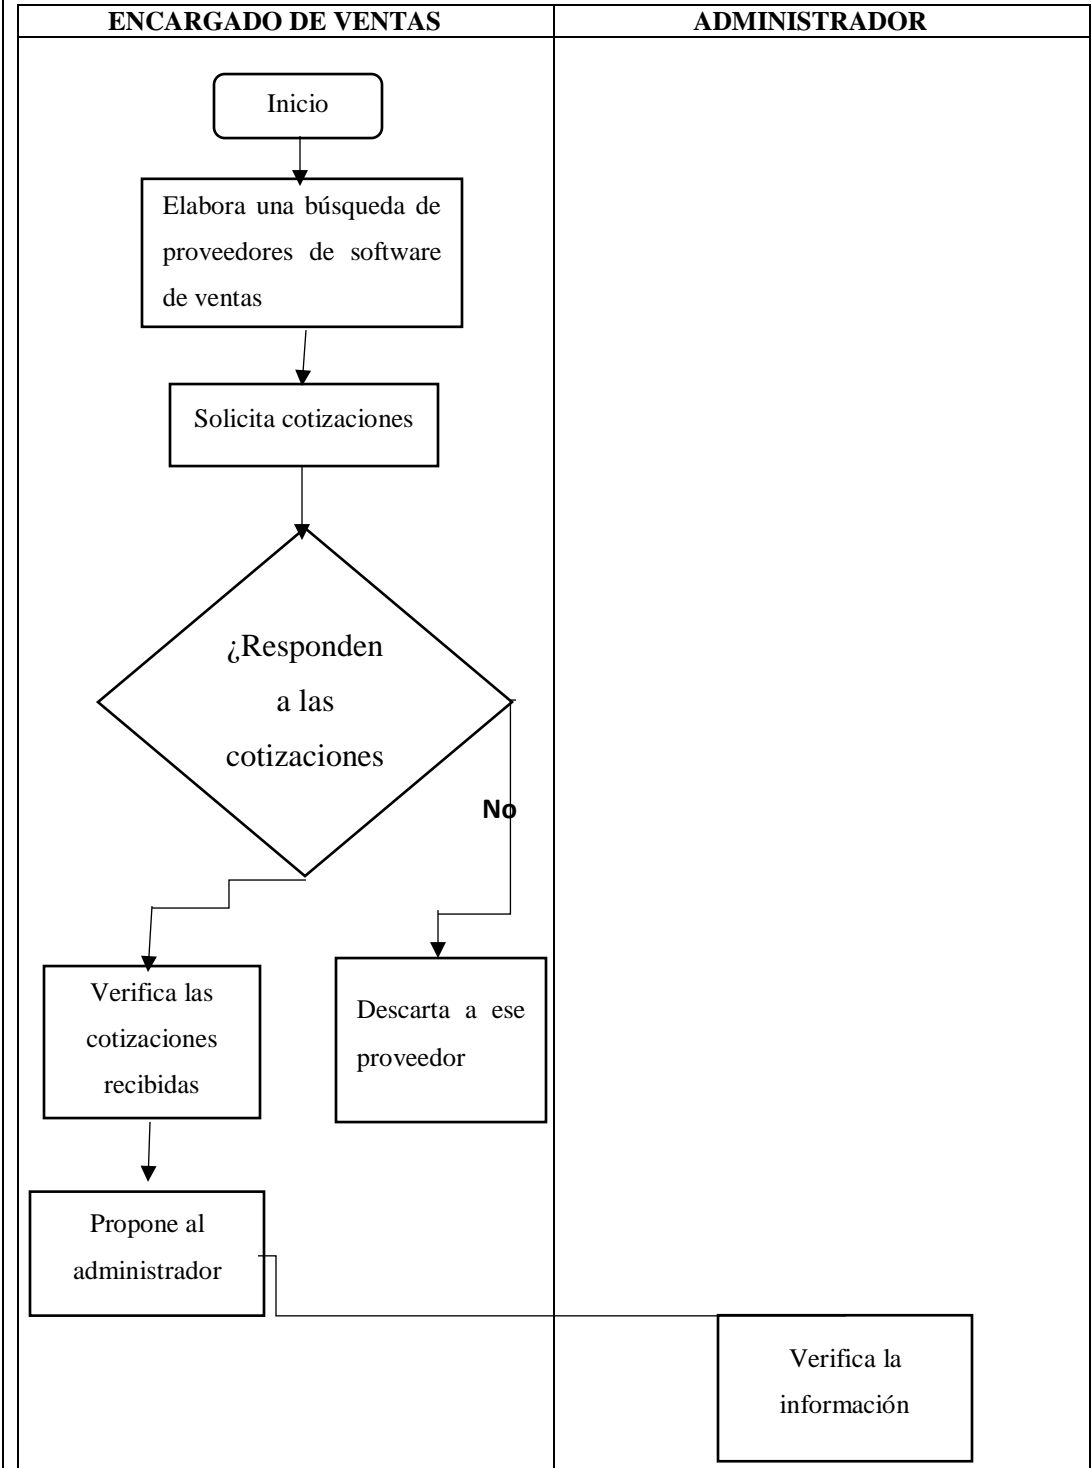 ENCARGADO DE VENTAS
ADMINISTRADOR
Inicio
Elabora una búsqueda de
proveedores de software
de ventas
Solicita cotizaciones
¿Responden
a las
cotizaciones
No
Verifica las
cotizaciones
recibidas
Descarta a ese
proveedor
Propone al
administrador
Verifica la
información